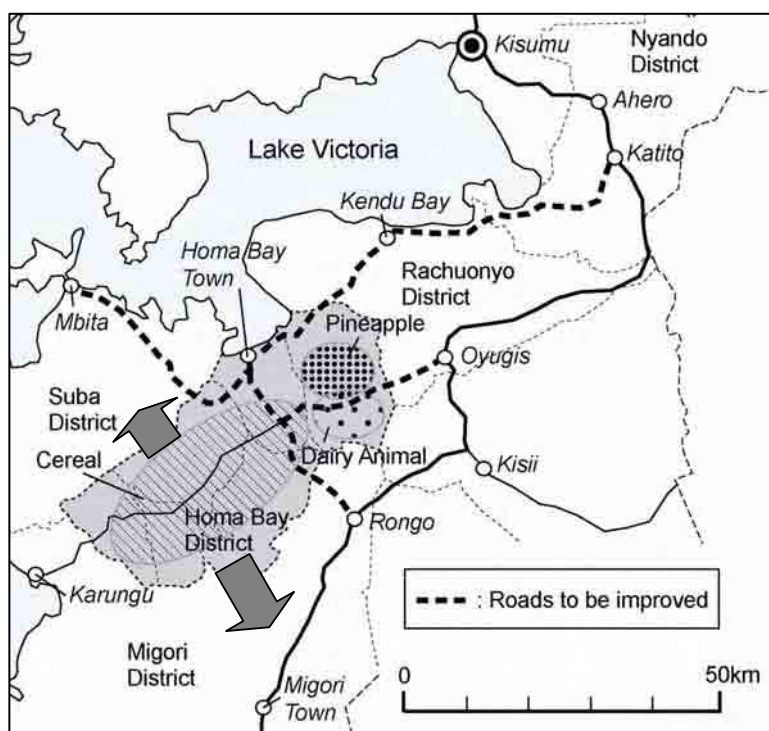 Kisumu
Nyando
District
Ahero
Lake Victoria
Katito
Kendu Bay
Homa Bay
Town
Rachuonyo
District
Mbita
Pineapple
Oyugis
Suba
District
Cereal
Dairy Animal
Kisii
Homa Bay
District
Rongo
Karungu
: Roads to be improved
Migori
District
0
50km
Migori
Town